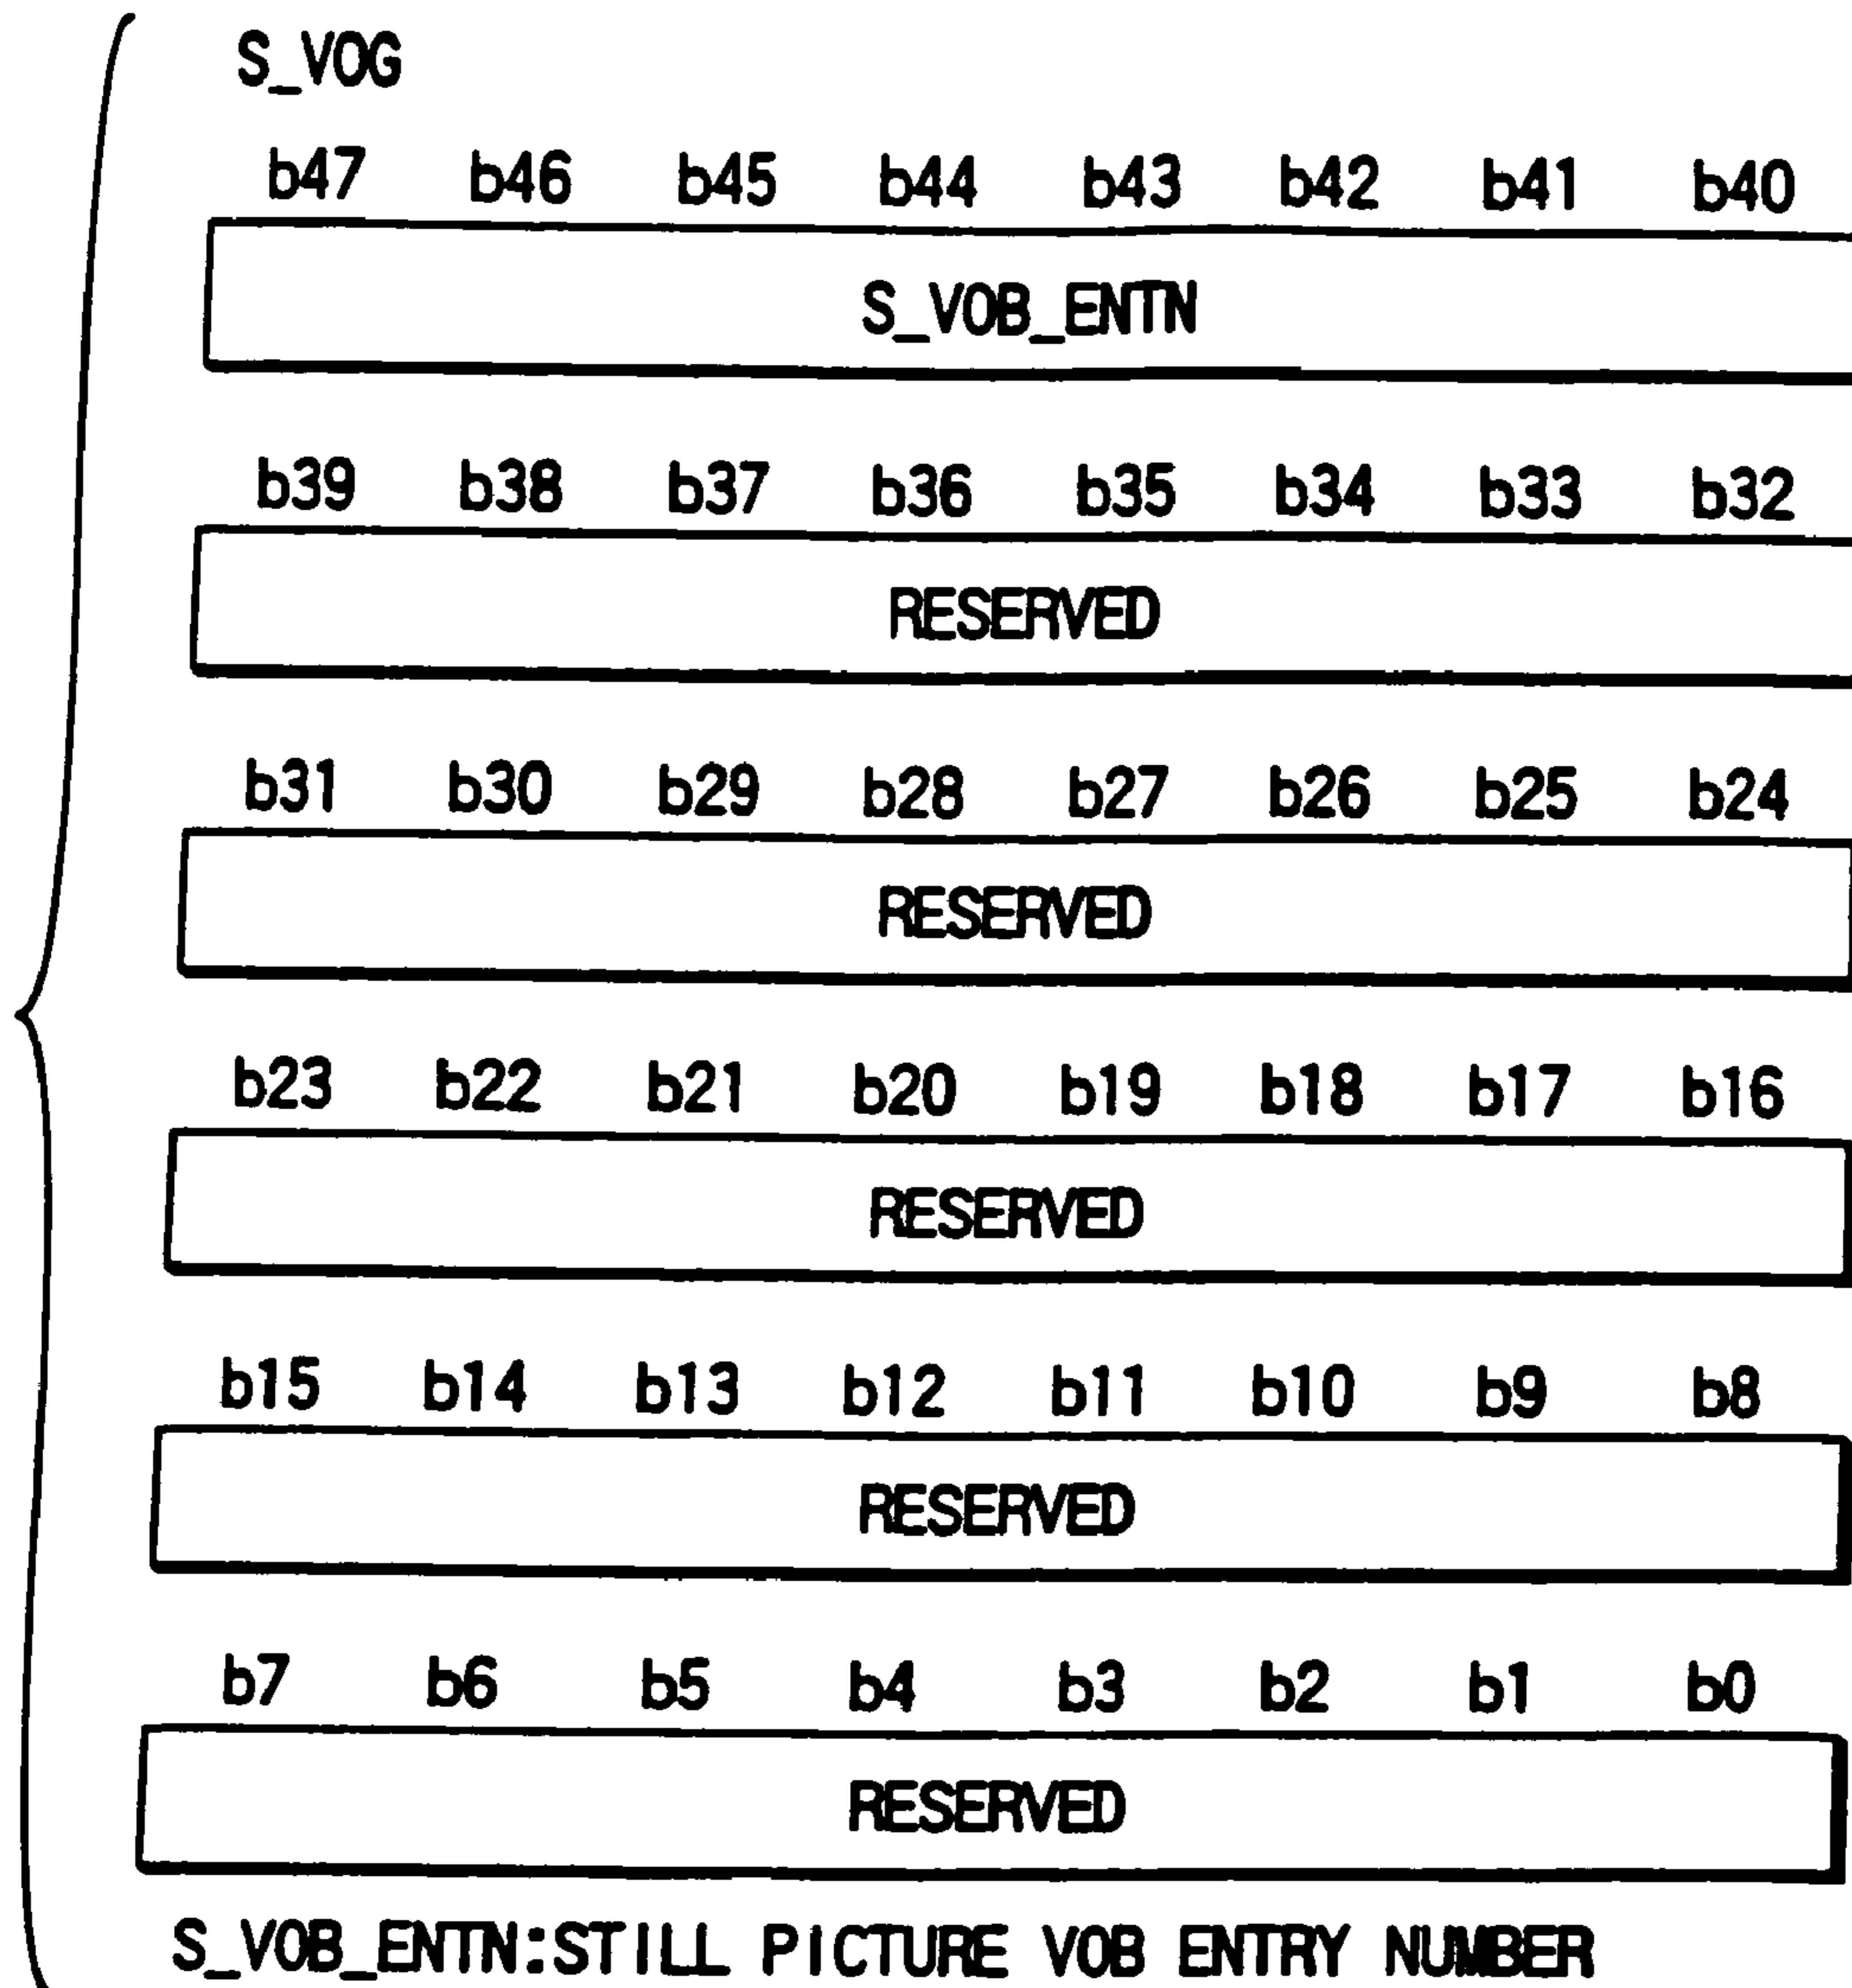 S_VOG
b47 b46 b45 b44 b43 b42 b41 b40
S_VOB_ENTN
b39 b38 b37 b36 b35 b34 b33 b32
RESERVED
b31 b30 b29 b28 b27 b26 b25 b24
RESERVED
b23 b22 b21 b20 b19 b18 b17 b16
RESERVED
b15 b14 b13 b12 b11 b10 b9 b8
RESERVED
b7 b6 b5 b4 b3 b2 b1 b0
RESERVED
S_VOB_ENTN:STILL PICTURE VOB ENTRY NUMBER